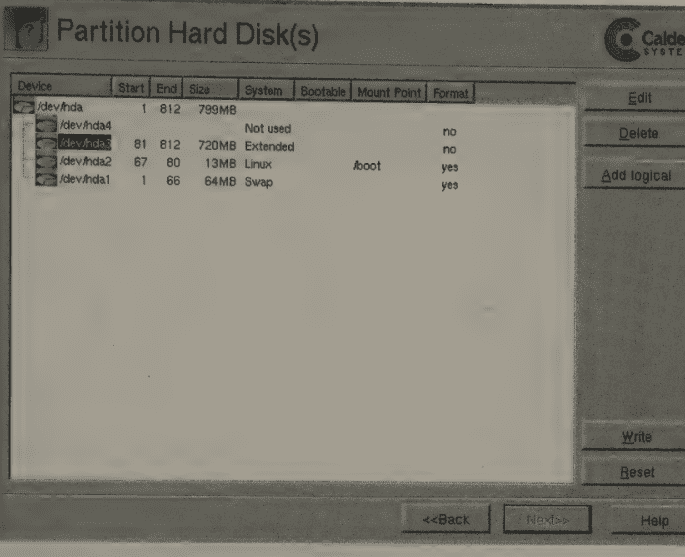 Partition Hard Disk(s)
Calde
SYSTE
Device Start End Size System Bootable Mount Point Format
/dev/hda 1 812 799MB
/dev/hda4 Not used no
/dev/hda3 81 812 720MB Extended no
/dev/hda2 67 80 13MB Linux /boot yes
/dev/hda1 1 66 64MB Swap yes
Edit
Delete
Add logical
Write
Reset
<<Back Next>> Help